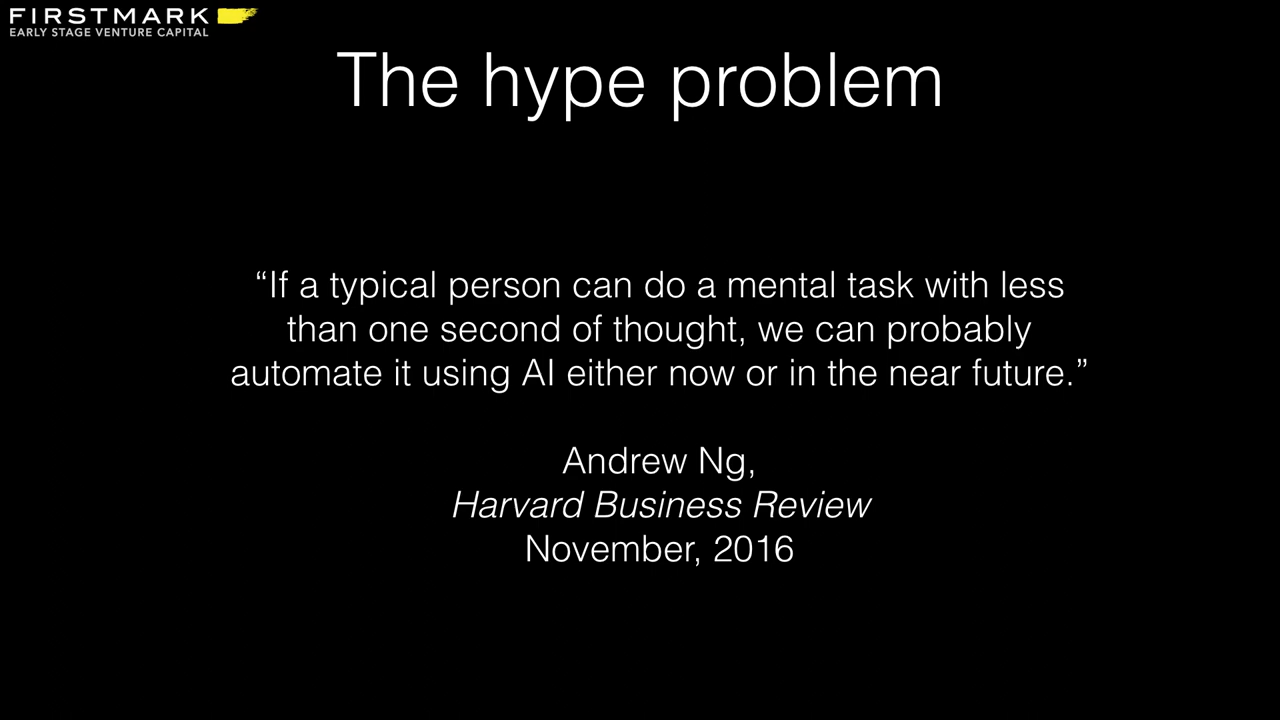 FIRSTMARK
EARLY STAGE VENTURE CAPITAL
The hype problem
“If a typical person can do a mental task with less
than one second of thought, we can probably
automate it using AI either now or in the near future.”
Andrew Ng,
Harvard Business Review
November, 2016